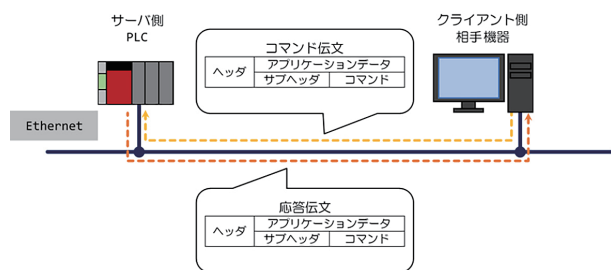 サーバ側
PLC
クライアント側
相手機器
コマンド伝文
ヘッダ
アプリケーションデータ
サブヘッダ
コマンド
Ethernet
応答伝文
ヘッダ
アプリケーションデータ
サブヘッダ
コマンド